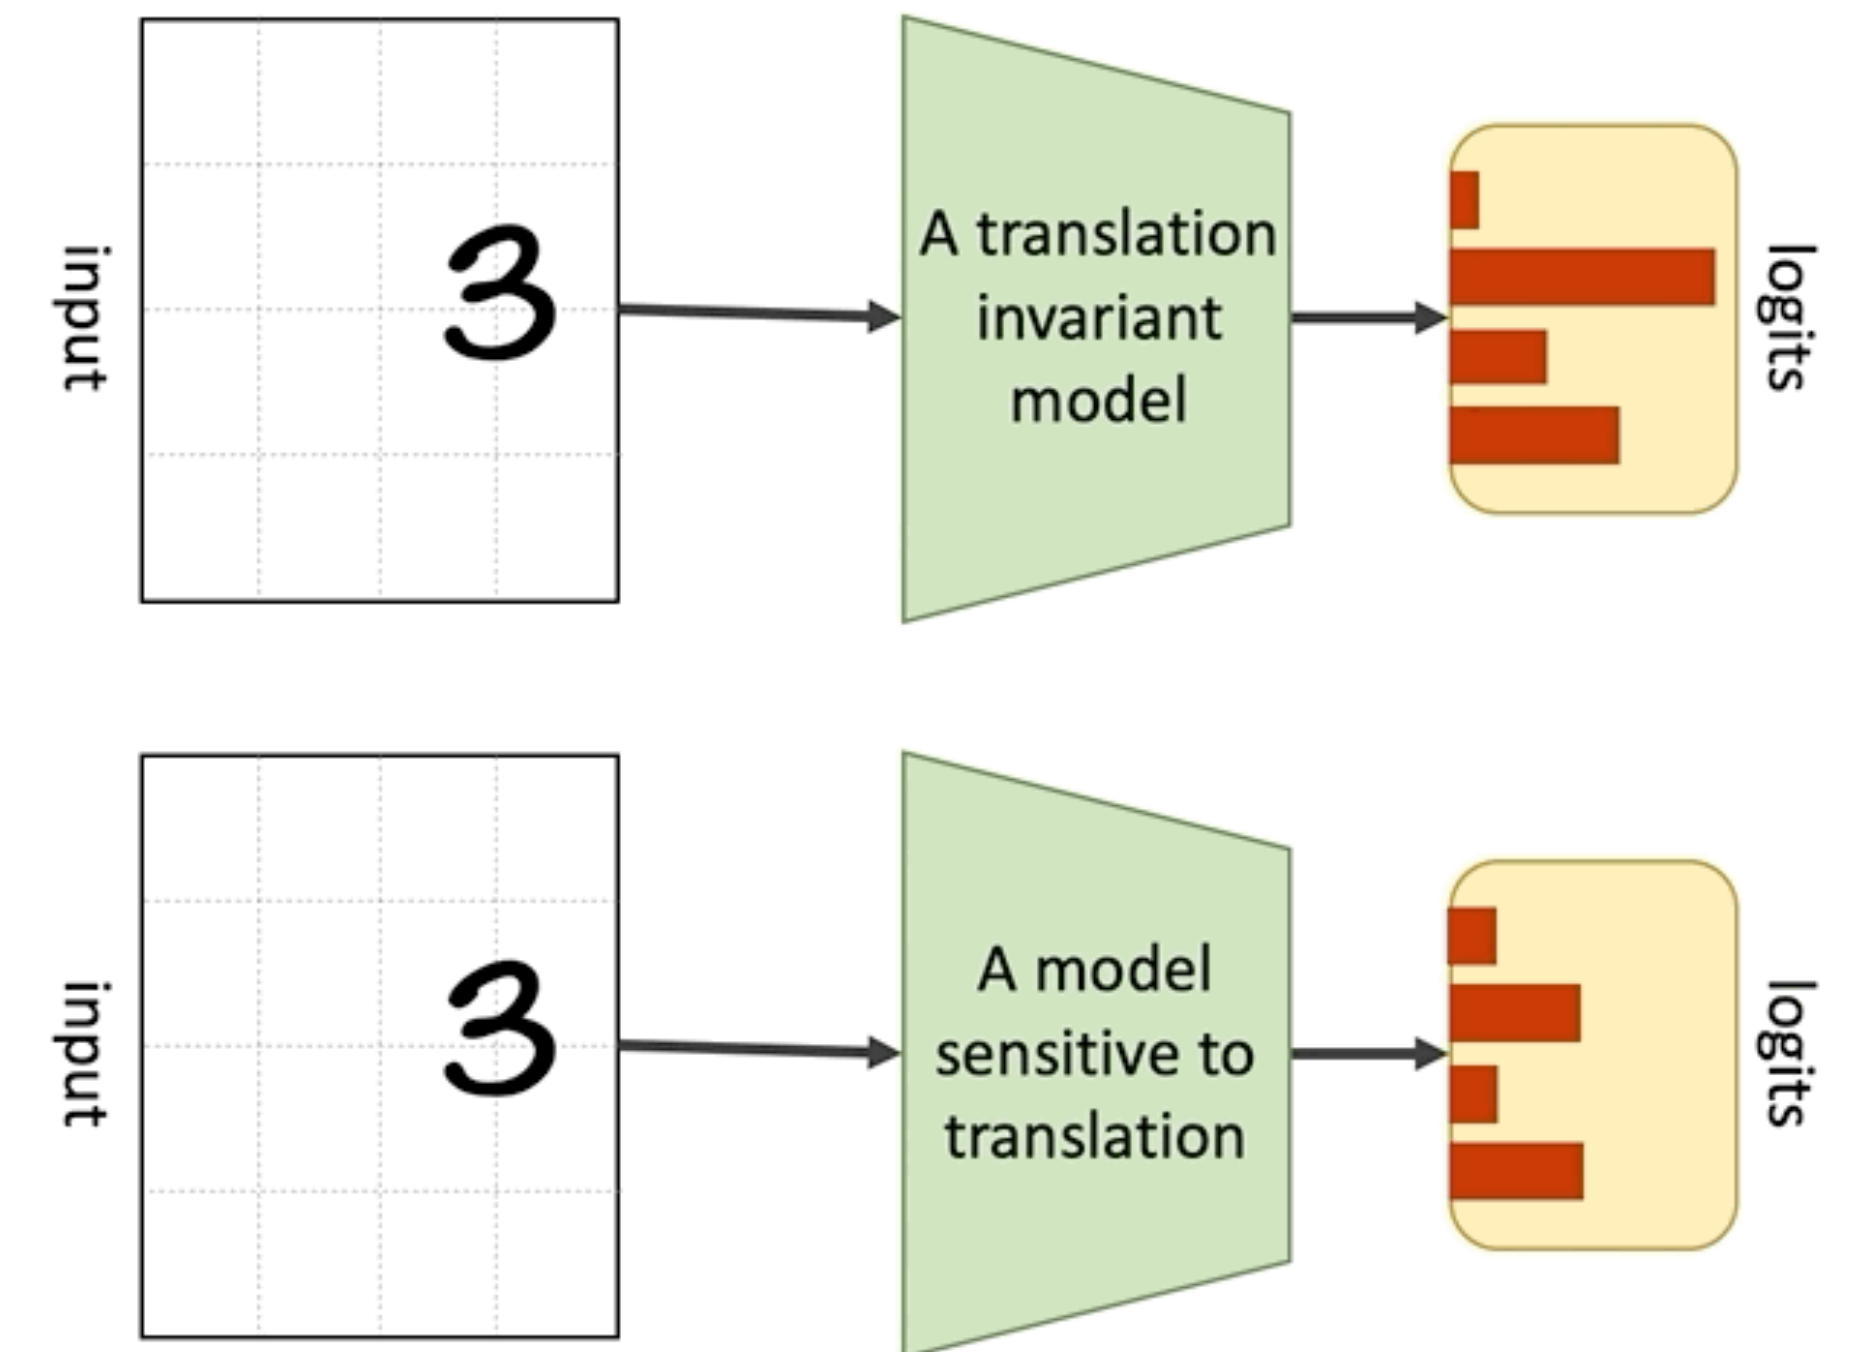 input
3
A translation
invariant
model
logits
input
3
A model
sensitive to
translation
logits